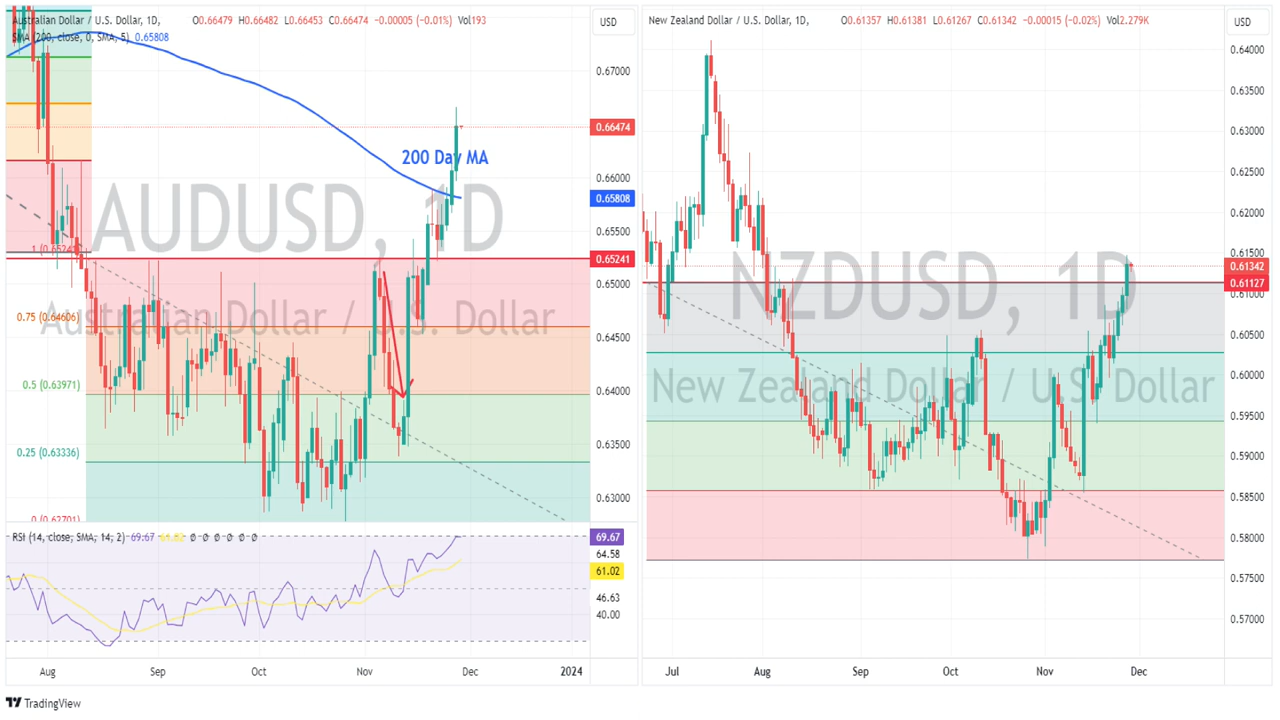 Australian Dollar / U.S. Dollar, 1D, O0.66479 H0.66482 L0.66453 C0.66474 −0.00005 (−0.01%) Vol193
SMA (200, close, 0, SMA, 5) 0.65808
USD
0.67000
0.66474
200 Day MA
0.66000
0.65808
AUDUSD, 1D
0.65500
1 (0.65241)
0.65241
0.65000
0.75 (0.64606)
Australian Dollar / U.S. Dollar
0.64500
0.5 (0.63971)
0.64000
0.63500
0.25 (0.63336)
0.63000
0 (0.62701)
RSI (14, close, SMA, 14, 2) 69.67 61.02 ø ø ø ø ø ø
69.67
64.58
61.02
46.63
40.00
Aug Sep Oct Nov Dec 2024
New Zealand Dollar / U.S. Dollar, 1D, O0.61357 H0.61381 L0.61267 C0.61342 −0.00015 (−0.02%) Vol2.279K
USD
0.64000
0.63500
0.63000
0.62500
0.62000
0.61500
0.61342
0.61127
0.61000
NZDUSD, 1D
0.60500
0.60000
New Zealand Dollar / U.S. Dollar
0.59500
0.59000
0.58500
0.58000
0.57500
0.57000
Jul Aug Sep Oct Nov Dec
TradingView